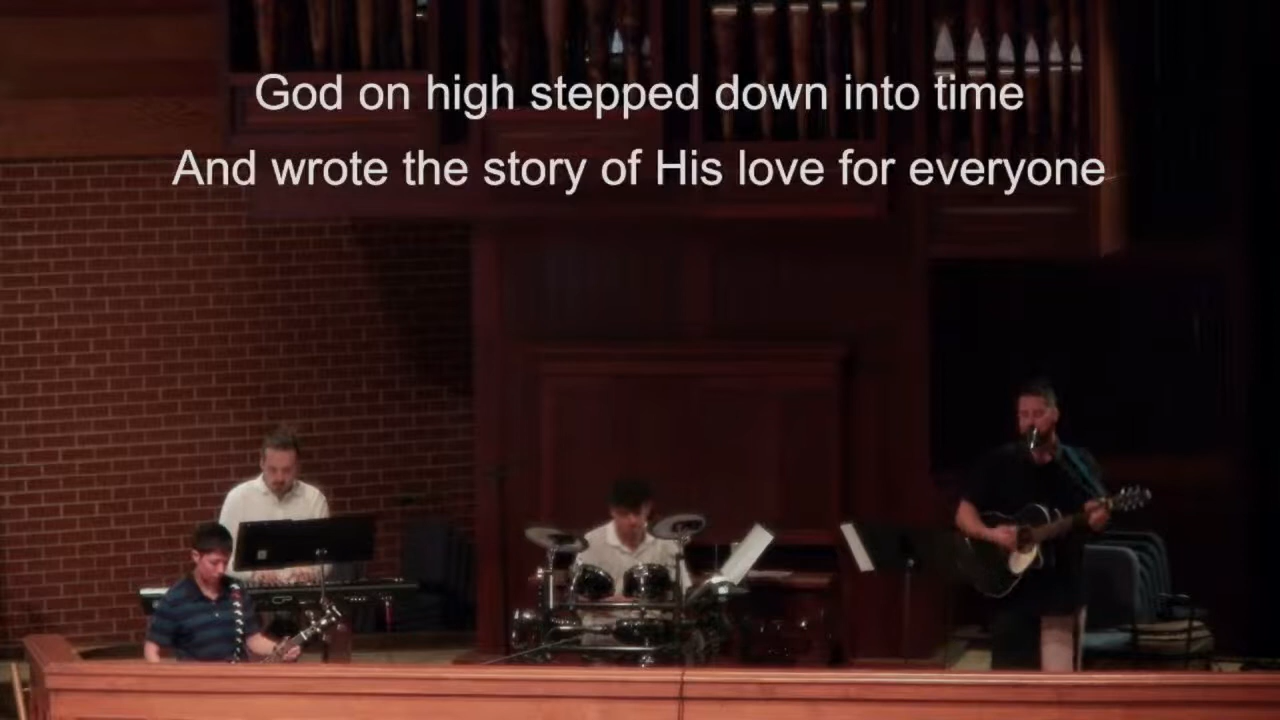 God on high stepped down into time
And wrote the story of His love for everyone